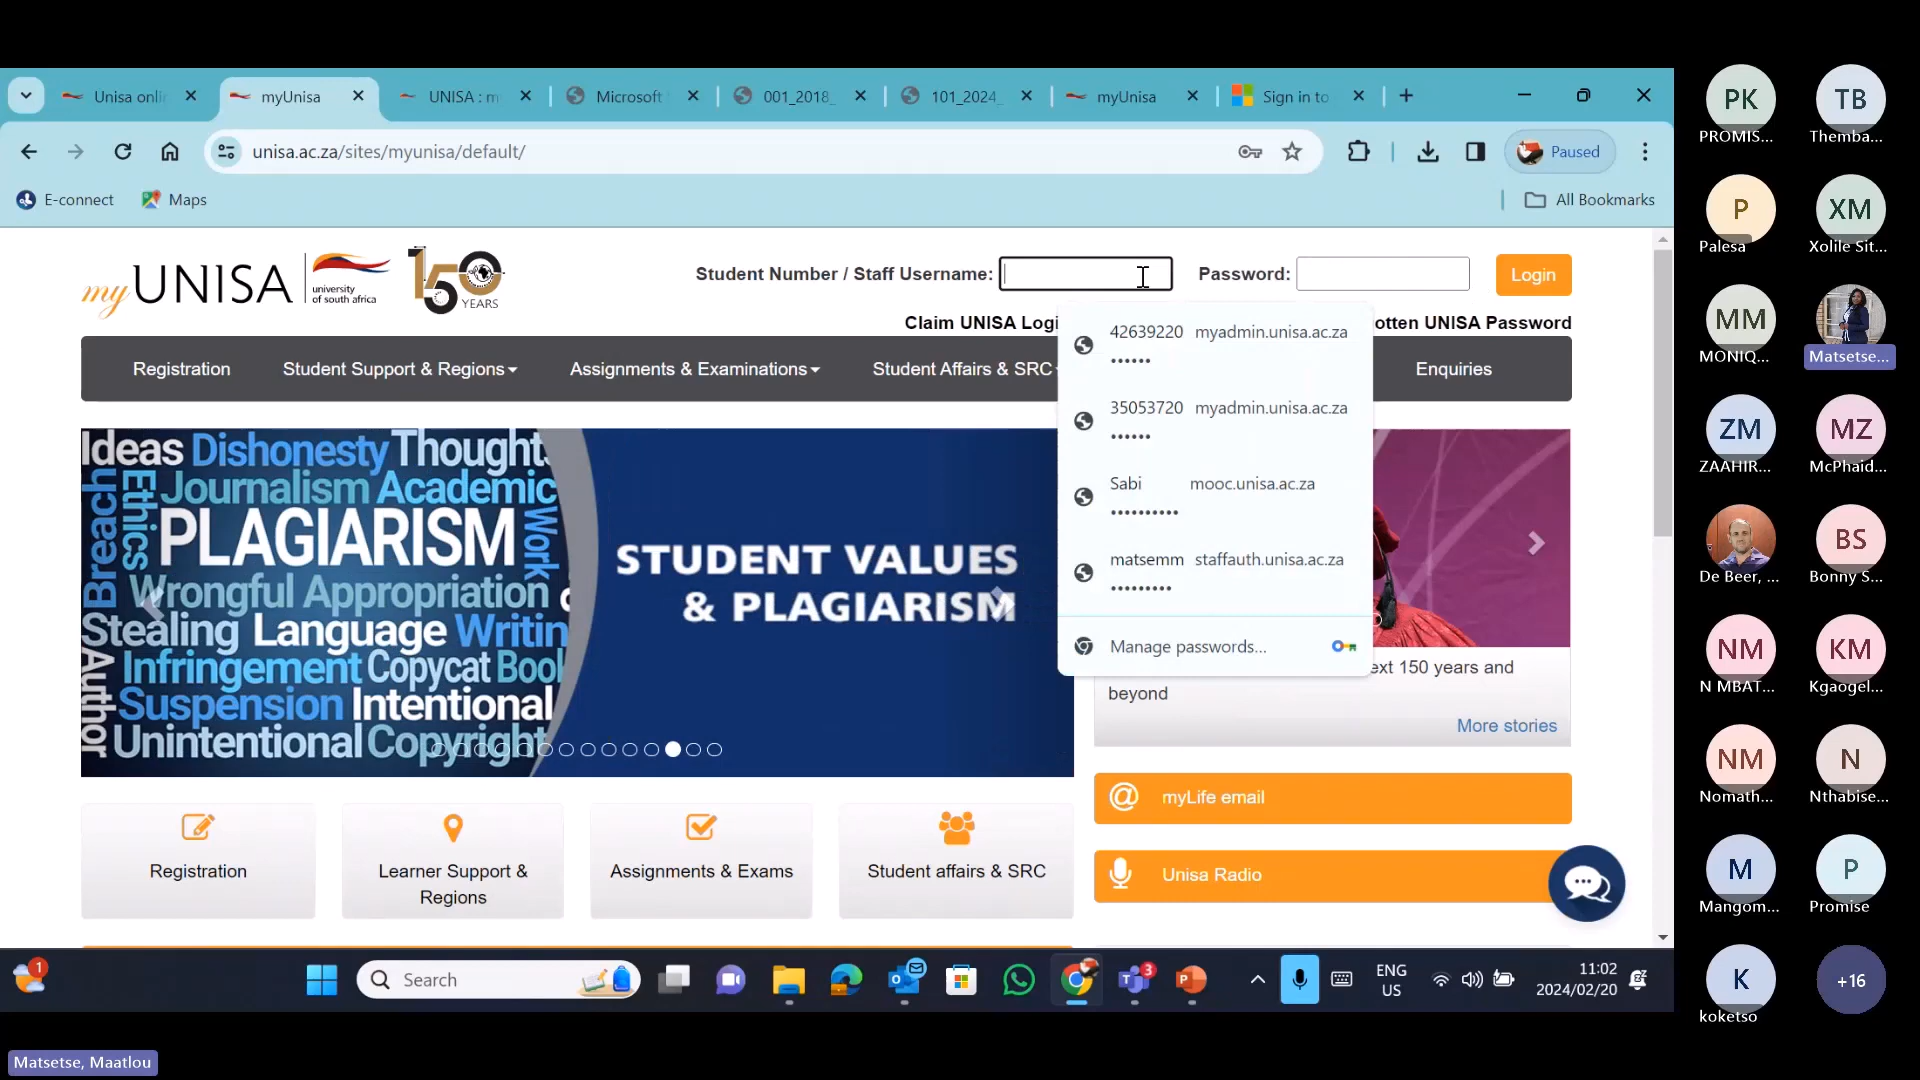 Unisa onli
myUnisa
UNISA : m
Microsoft
001_2018_
101_2024_
myUnisa
Sign in to
unisa.ac.za/sites/myunisa/default/
Paused
E-connect
Maps
All Bookmarks
myUNISA
university
of south africa
150
YEARS
Student Number / Staff Username:
Password:
Login
Claim UNISA Logi
otten UNISA Password
Registration
Student Support & Regions
Assignments & Examinations
Student Affairs & SRC
Enquiries
42639220 myadmin.unisa.ac.za
••••••
35053720 myadmin.unisa.ac.za
••••••
Sabi mooc.unisa.ac.za
••••••••••
matsemm staffauth.unisa.ac.za
•••••••••
Manage passwords...
Ideas Dishonesty Thought
Breach
Ethics
Journalism Academic
PLAGIARISM
Work
Wrongful Appropriation
Stealing Language Writin
Infringement Copycat Bool
Author
Suspension Intentional
Unintentional Copyright
STUDENT VALUES
& PLAGIARISM
ext 150 years and
beyond
More stories
myLife email
Unisa Radio
Registration
Learner Support &
Regions
Assignments & Exams
Student affairs & SRC
1
Search
3
ENG
US
11:02
2024/02/20
PK
PROMIS...
TB
Themba...
P
Palesa
XM
Xolile Sit...
MM
MONIQ...
Matsetse...
ZM
ZAAHIR...
MZ
McPhaid...
De Beer, ...
BS
Bonny S...
NM
N MBAT...
KM
Kgaogel...
NM
Nomath...
N
Nthabise...
M
Mangom...
P
Promise
K
koketso
+16
Matsetse, Maatlou